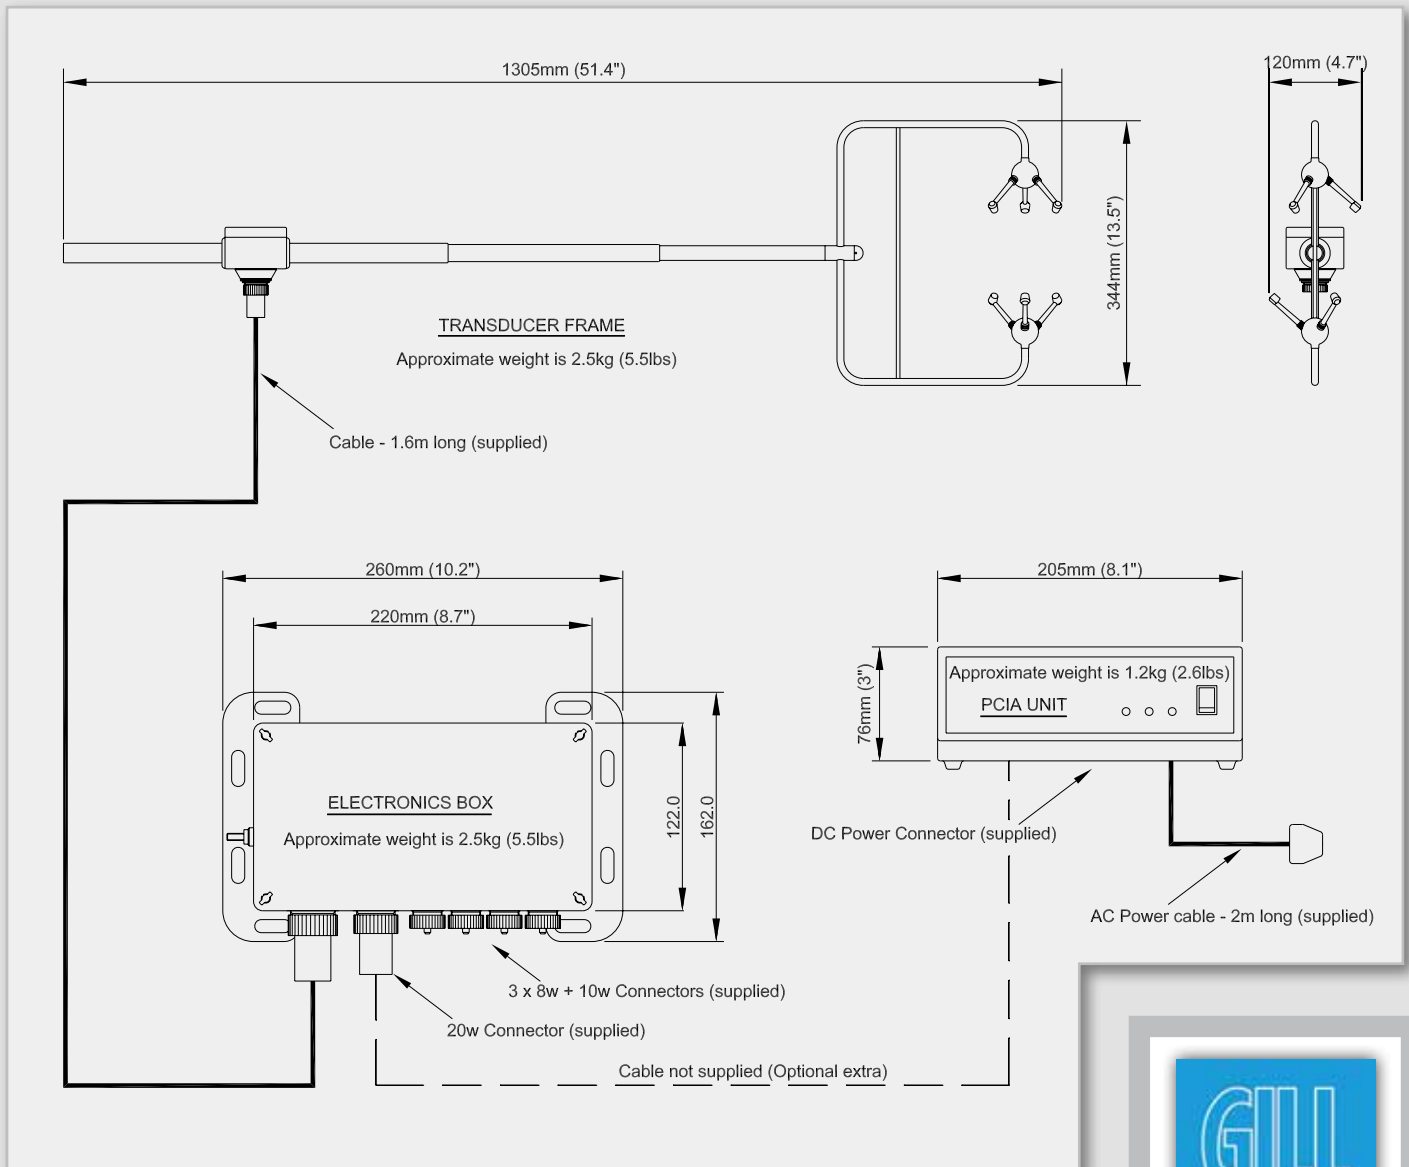 1305mm (51.4")
120mm (4.7")
344mm (13.5")
TRANSDUCER FRAME
Approximate weight is 2.5kg (5.5lbs)
Cable - 1.6m long (supplied)
260mm (10.2")
220mm (8.7")
205mm (8.1")
76mm (3")
Approximate weight is 1.2kg (2.6lbs)
PCIA UNIT
ELECTRONICS BOX
Approximate weight is 2.5kg (5.5lbs)
122.0
162.0
DC Power Connector (supplied)
AC Power cable - 2m long (supplied)
3 x 8w + 10w Connectors (supplied)
20w Connector (supplied)
Cable not supplied (Optional extra)
GILL